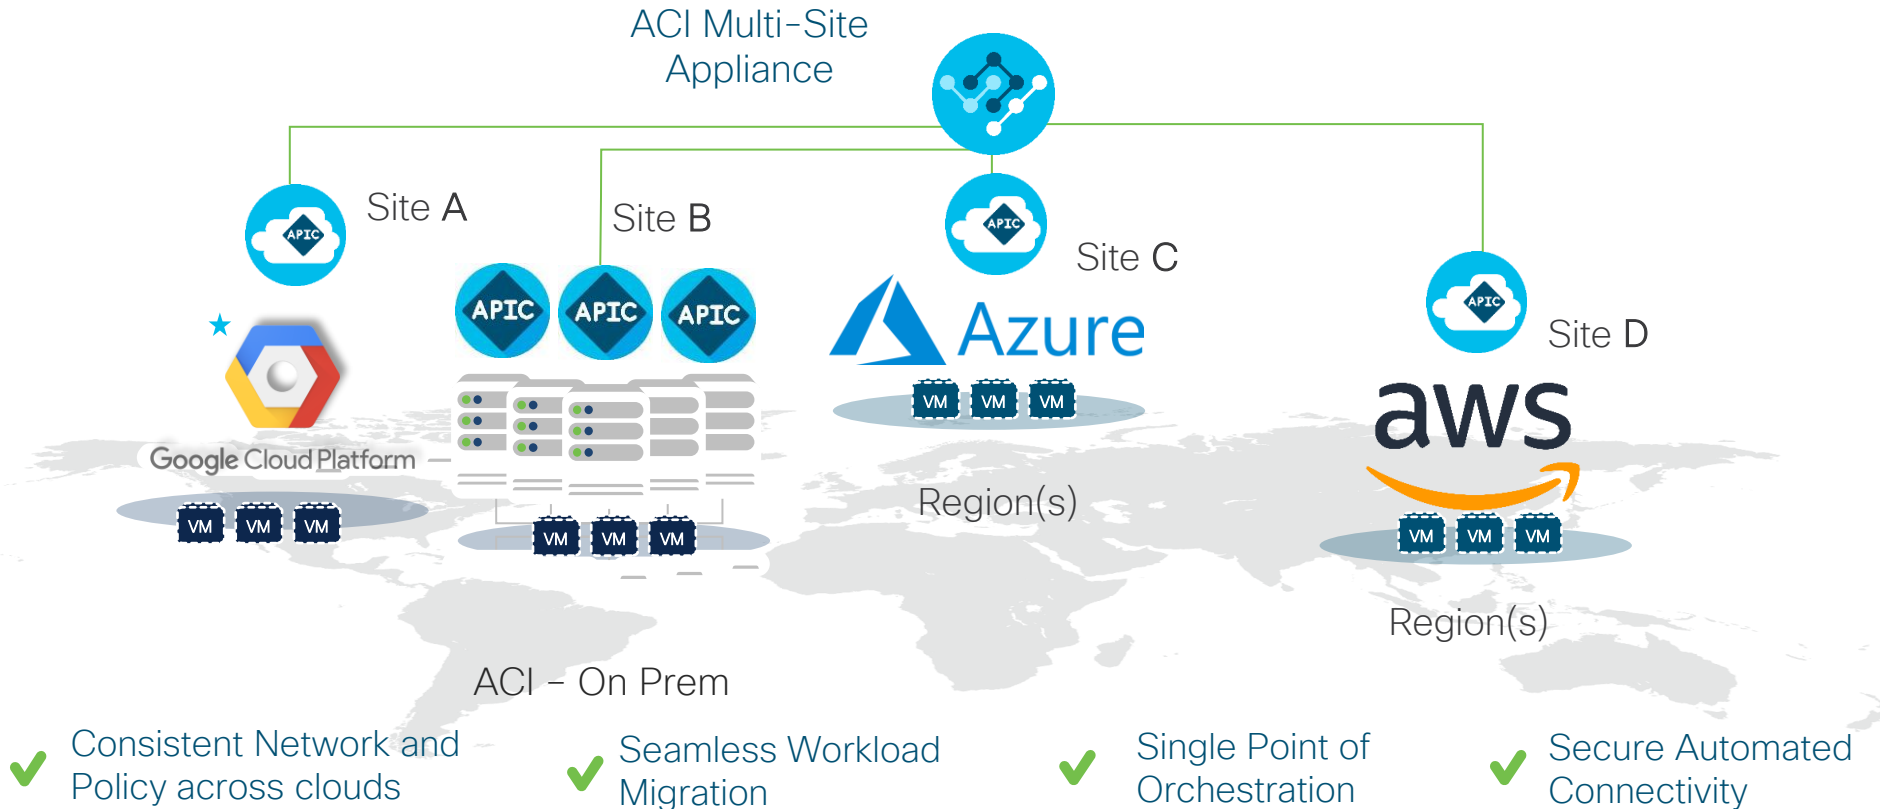 ACI Multi-Site
Appliance
Site A
Site B
Site C
Site D
APIC
APIC
APIC
APIC
APIC
APIC
Azure
aws
Google Cloud Platform
VM VM VM
VM VM VM
VM VM VM
VM VM VM
Region(s)
Region(s)
ACI – On Prem
Consistent Network and
Policy across clouds
Seamless Workload
Migration
Single Point of
Orchestration
Secure Automated
Connectivity